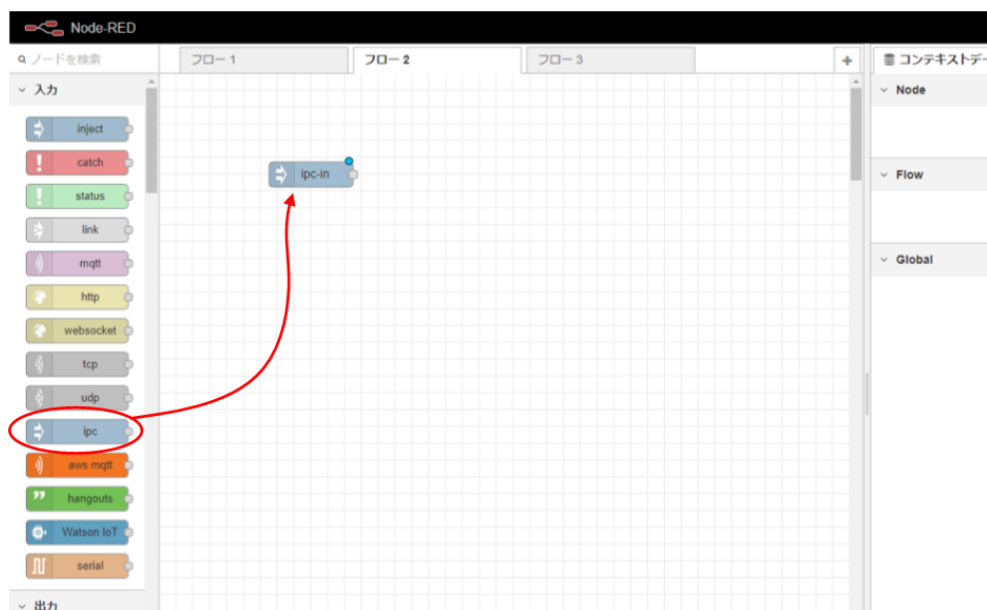 Node-RED
ノードを検索
フロー 1
フロー 2
フロー 3
+
コンテキストデー
入力
inject
catch
status
link
mqtt
http
websocket
tcp
udp
ipc
aws mqtt
hangouts
Watson IoT
serial
出力
ipc-in
Node
Flow
Global